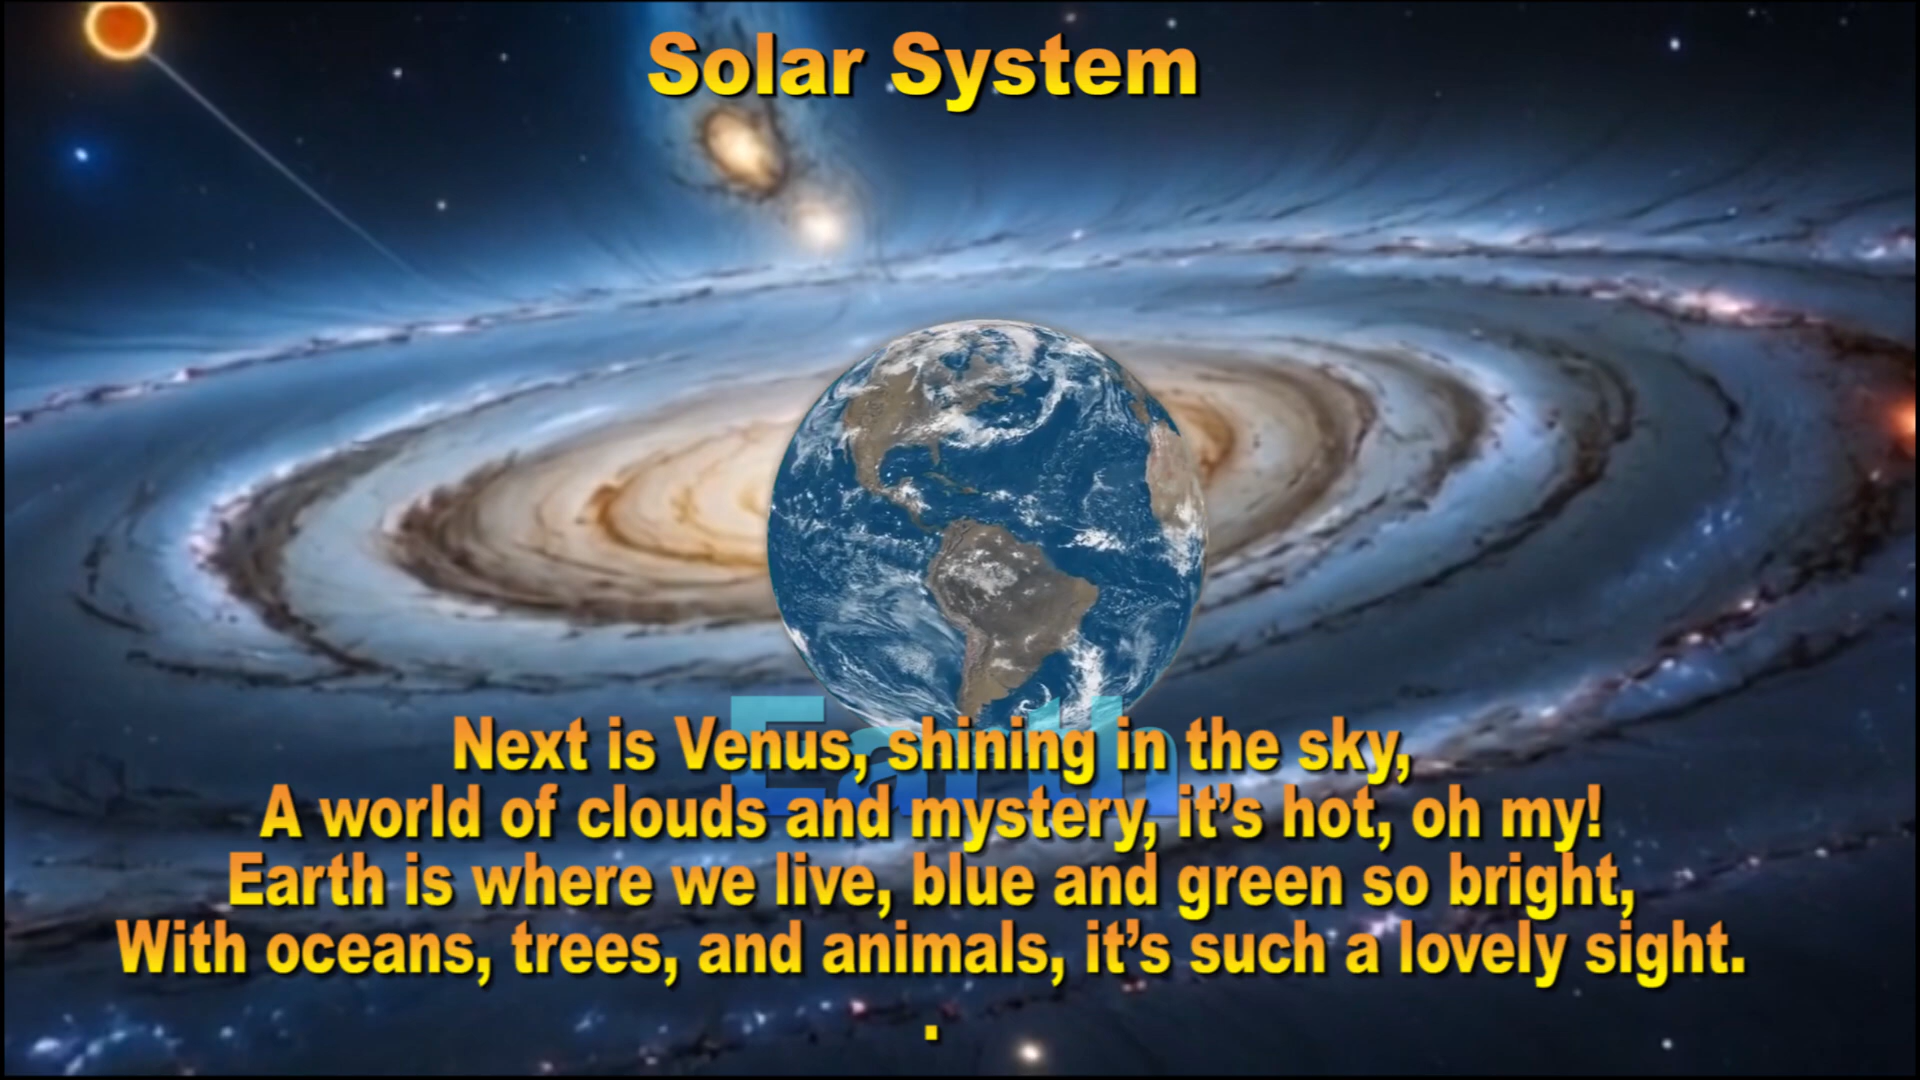 Solar System
Earth
Next is Venus, shining in the sky,
A world of clouds and mystery, it’s hot, oh my!
Earth is where we live, blue and green so bright,
With oceans, trees, and animals, it’s such a lovely sight.
.